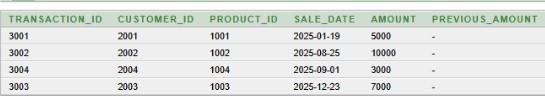 TRANSACTION_ID CUSTOMER_ID PRODUCT_ID SALE_DATE AMOUNT PREVIOUS_AMOUNT
3001 2001 1001 2025-01-19 5000 -
3002 2002 1002 2025-08-25 10000 -
3004 2004 1004 2025-09-01 3000 -
3003 2003 1003 2025-12-23 7000 -